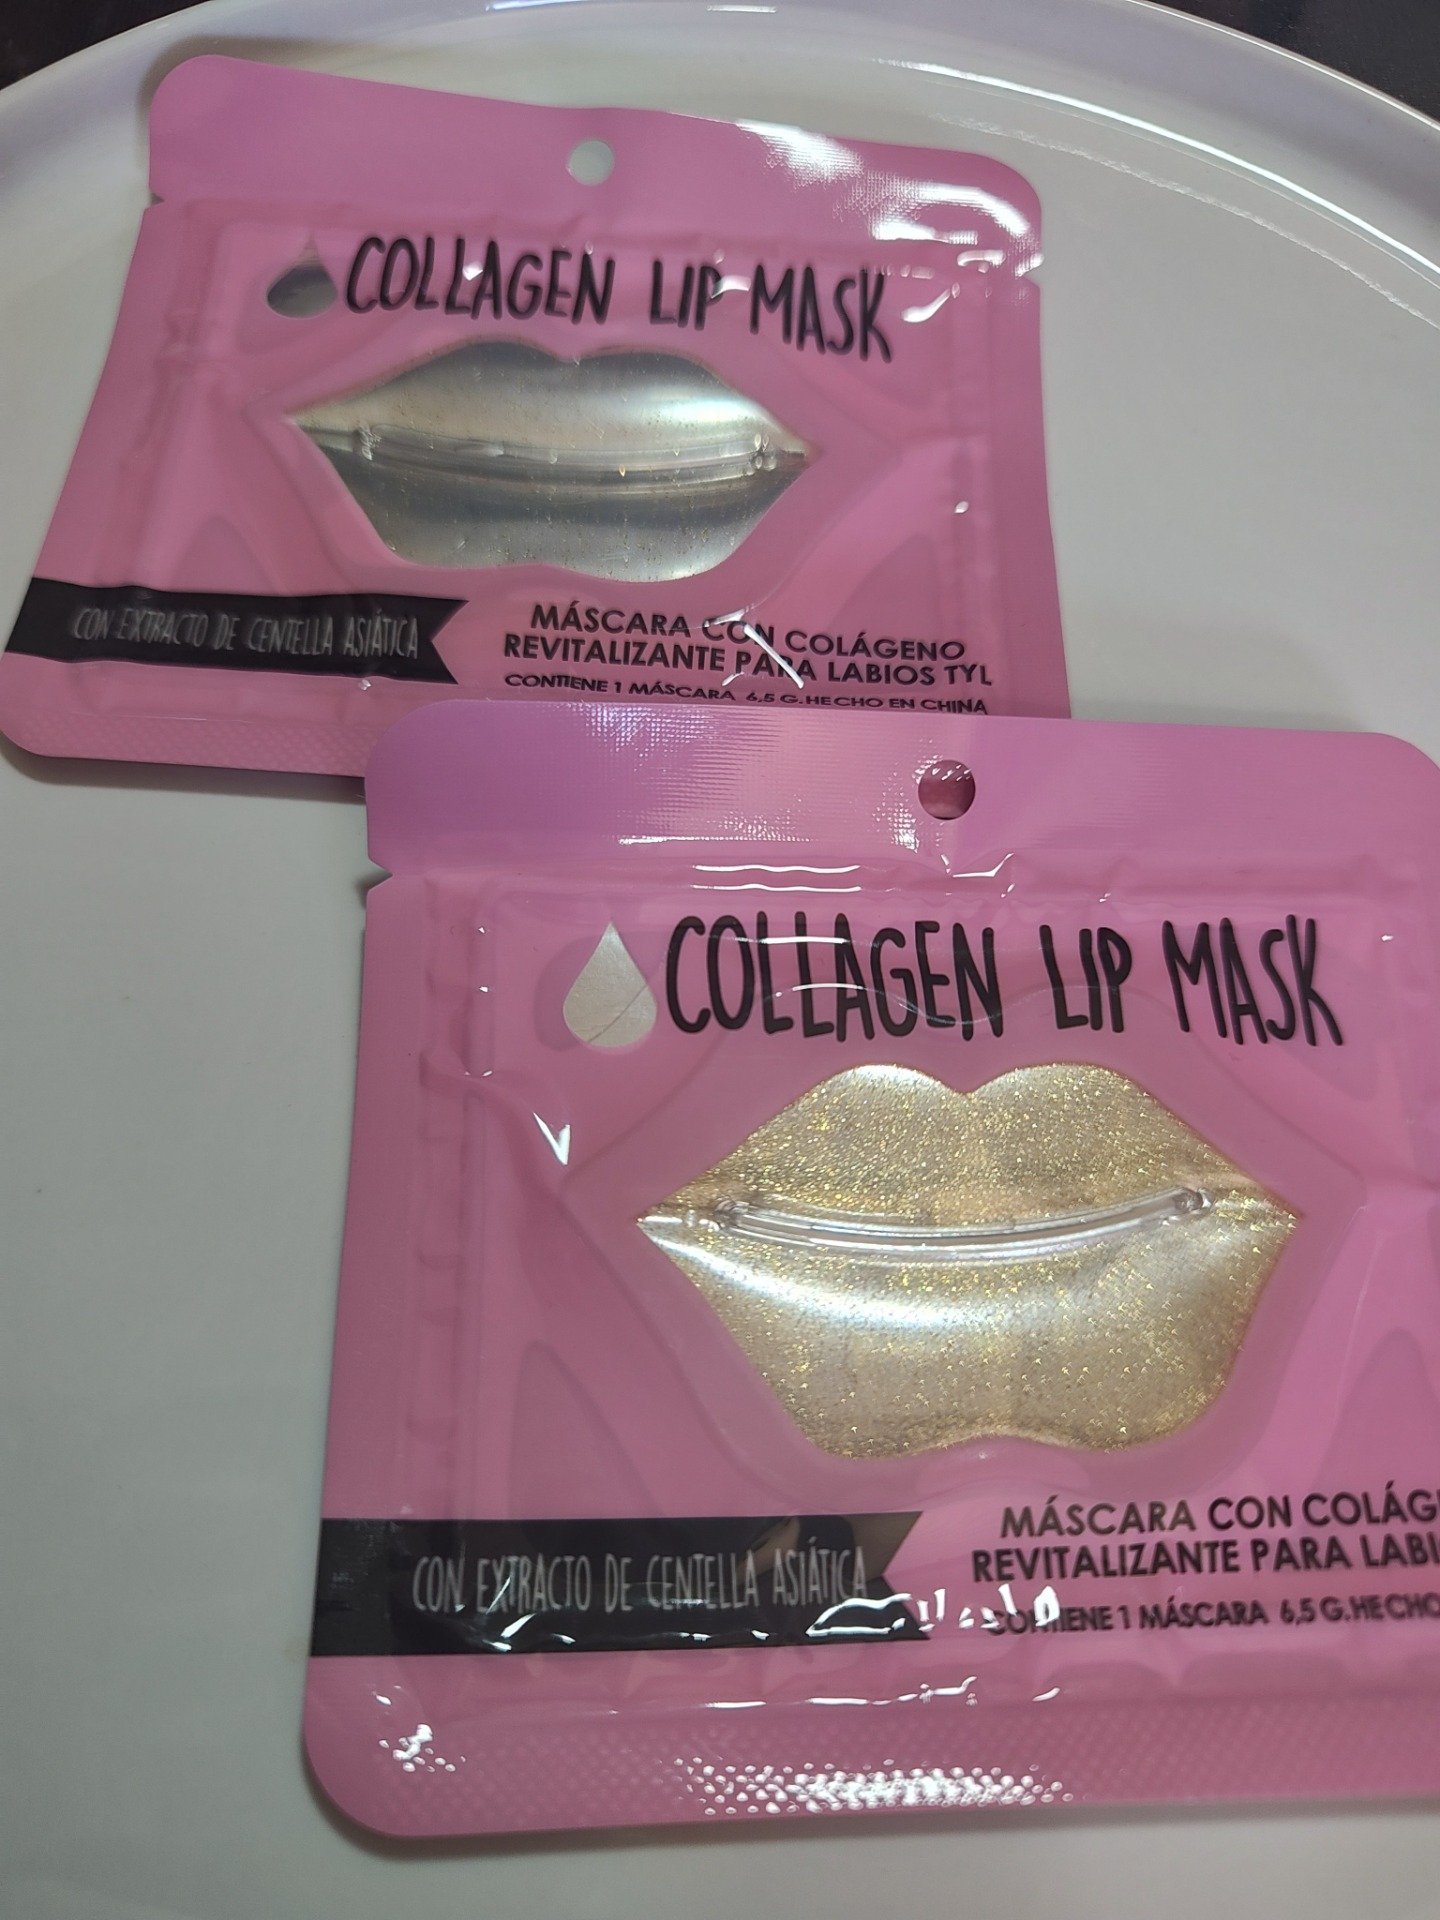 COLLAGEN LIP MASK
CON EXTRACTO DE CENTELLA ASIÁTICA
MÁSCARA CON COLÁGENO
REVITALIZANTE PARA LABIOS TYL
CONTIENE 1 MÁSCARA 6,5 G. HECHO EN CHINA
COLLAGEN LIP MASK
CON EXTRACTO DE CENTELLA ASIÁTICA
MÁSCARA CON COLÁG
REVITALIZANTE PARA LABI
CONTIENE 1 MÁSCARA 6,5 G. HECHO